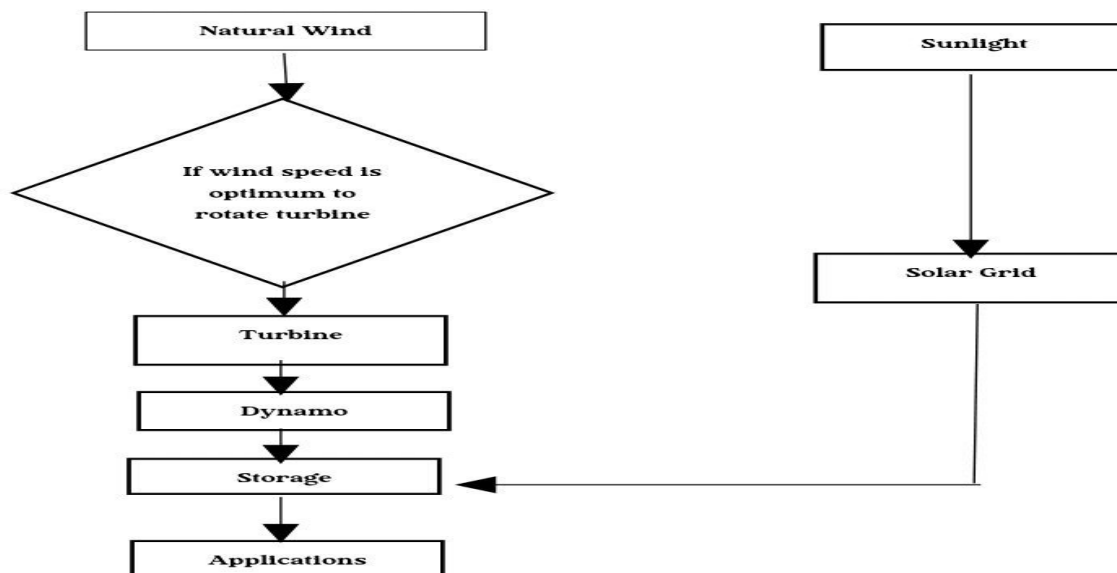 Natural Wind
If wind speed is
optimum to
rotate turbine
Turbine
Dynamo
Storage
Applications
Sunlight
Solar Grid